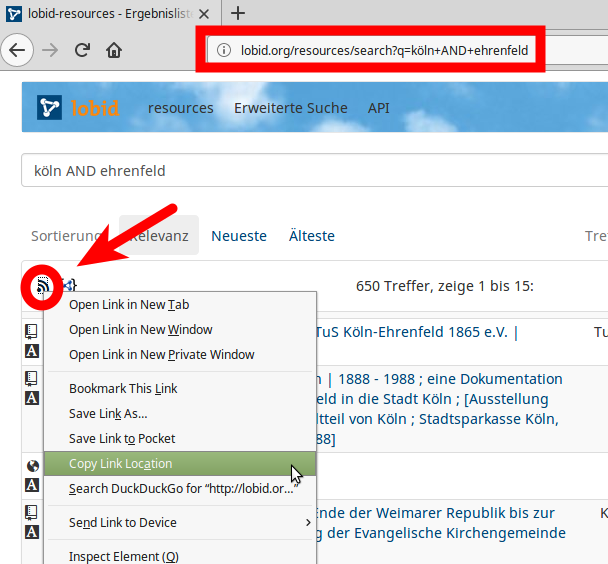 lobid-resources - Ergebnisliste
lobid.org/resources/search?q=köln+AND+ehrenfeld
lobid
resources
Erweiterte Suche
API
köln AND ehrenfeld
Sortierung
Relevanz
Neueste
Älteste
Tre
650 Treffer, zeige 1 bis 15:
Open Link in New Tab
Open Link in New Window
Open Link in New Private Window
Bookmark This Link
Save Link As...
Save Link to Pocket
Copy Link Location
Search DuckDuckGo for “http://lobid.or...”
Send Link to Device
Inspect Element (Q)
TuS Köln-Ehrenfeld 1865 e.V. |
Tu
n | 1888 - 1988 ; eine Dokumentation
eld in die Stadt Köln ; [Ausstellung
dtteil von Köln ; Stadtsparkasse Köln,
88]
Ende der Weimarer Republik bis zur
g der Evangelische Kirchengemeinde
K